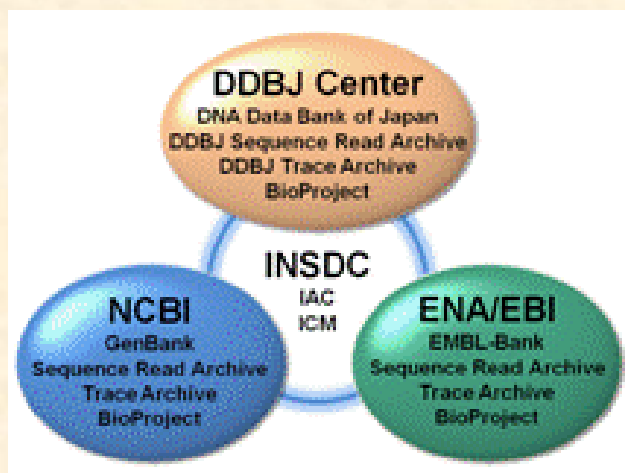 DDBJ Center
DNA Data Bank of Japan
DDBJ Sequence Read Archive
DDBJ Trace Archive
BioProject
INSDC
IAC
ICM
NCBI
GenBank
Sequence Read Archive
Trace Archive
BioProject
ENA/EBI
EMBL-Bank
Sequence Read Archive
Trace Archive
BioProject